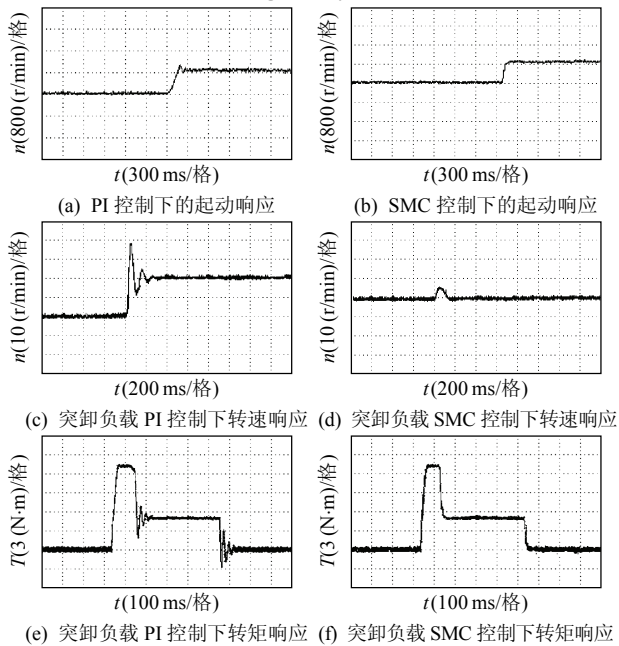 n(800 (r/min)/格)
t(300 ms/格)
(a) PI 控制下的起动响应
n(800 (r/min)/格)
t(300 ms/格)
(b) SMC 控制下的起动响应
n(10 (r/min)/格)
t(200 ms/格)
(c) 突卸负载 PI 控制下转速响应
n(10 (r/min)/格)
t(200 ms/格)
(d) 突卸负载 SMC 控制下转速响应
T(3 (N·m)/格)
t(100 ms/格)
(e) 突卸负载 PI 控制下转矩响应
T(3 (N·m)/格)
t(100 ms/格)
(f) 突卸负载 SMC 控制下转矩响应